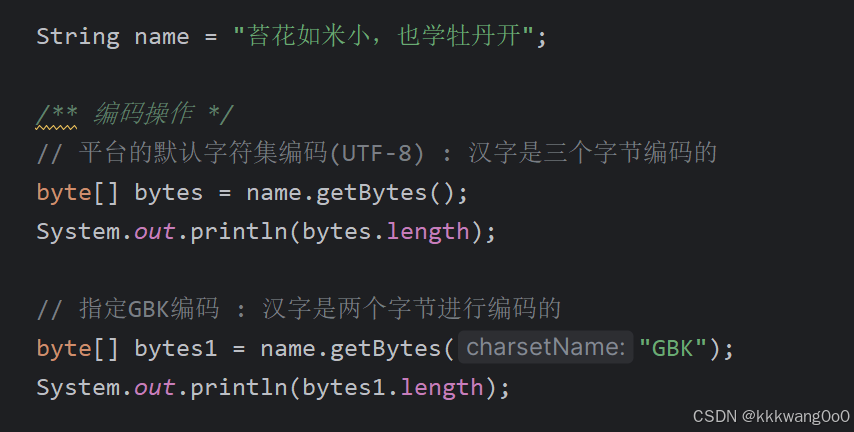 String name = "苔花如米小，也学牡丹开";
/** 编码操作 */
// 平台的默认字符集编码(UTF-8) : 汉字是三个字节编码的
byte[] bytes = name.getBytes();
System.out.println(bytes.length);
// 指定GBK编码 : 汉字是两个字节进行编码的
byte[] bytes1 = name.getBytes( charsetName: "GBK");
System.out.println(bytes1.length);
CSDN @kkkwang0o0